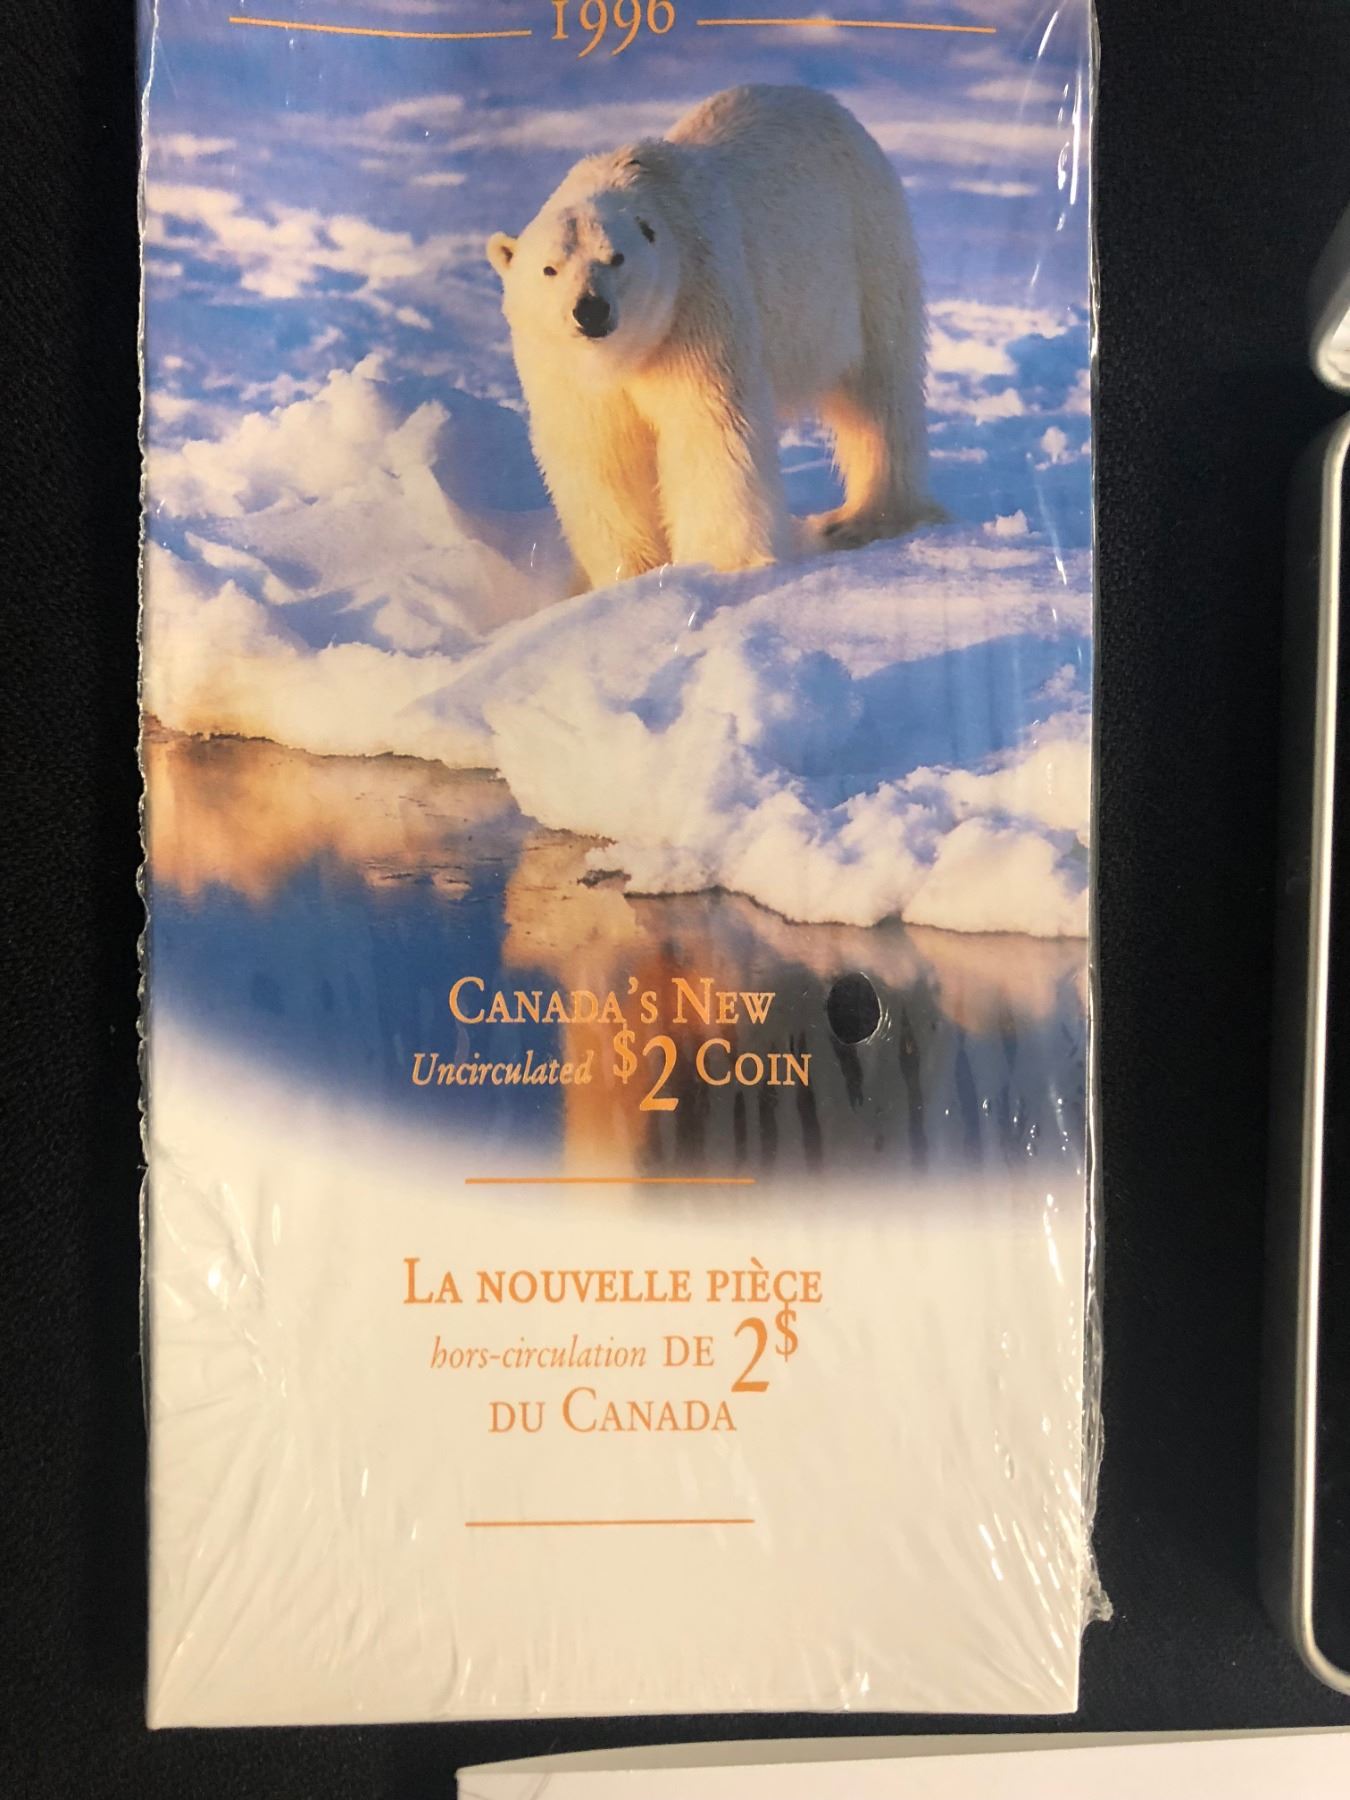 1996
CANADA'S NEW
Uncirculated $2 COIN
LA NOUVELLE PIÈCE
hors-circulation DE 2$
DU CANADA